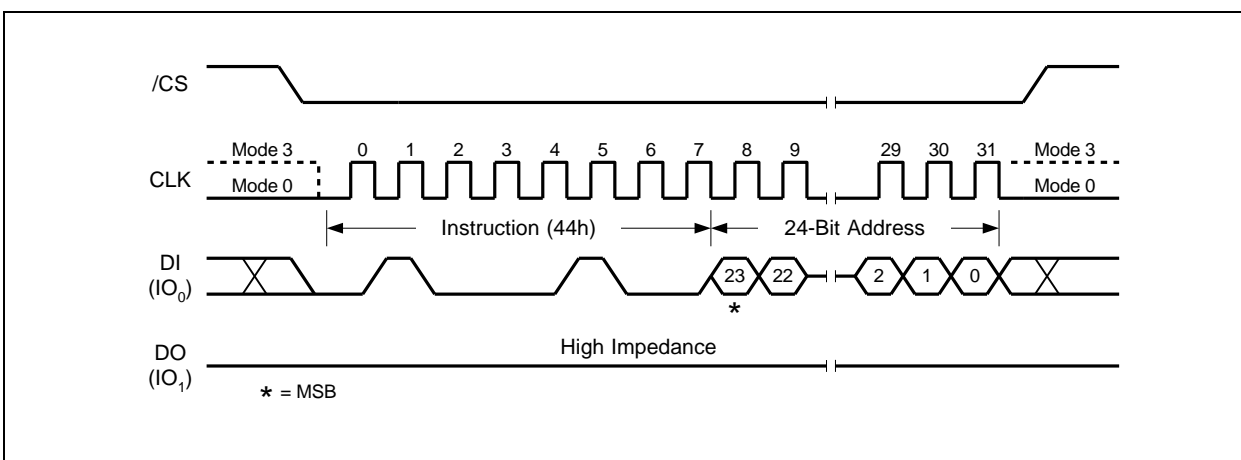 /CS
Mode 3
CLK
Mode 0
0 1 2 3 4 5 6 7 8 9 29 30 31
Mode 3
Mode 0
Instruction (44h)
24-Bit Address
DI
(IO0)
23 22 2 1 0
*
High Impedance
DO
(IO1)
* = MSB